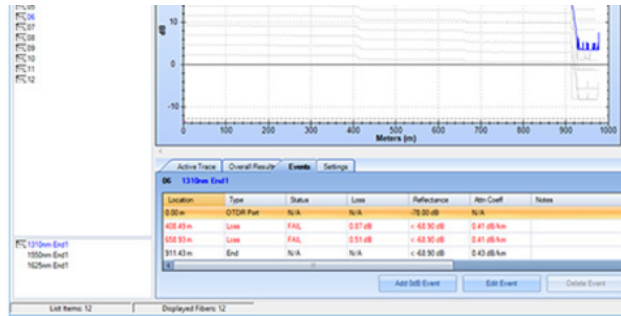 05
06
07
08
09
10
11
12
10
0
-10
dB
0 100 200 300 400 500 600 700 800 900 1000
Meters (m)
Active Trace Overall Results Events Settings
06 1310nm End1
Location Type Status Loss Reflectance Attn Coeff Notes
0.00 m OTDR Port N/A N/A -78.00 dB N/A
408.49 m Loss FAIL 0.87 dB < -68.90 dB 0.41 dB/km
658.93 m Loss FAIL 0.51 dB < -68.90 dB 0.41 dB/km
911.43 m End N/A N/A < -68.90 dB 0.43 dB/km
1310nm End1
1550nm End1
1625nm End1
Add 0dB Event Edit Event Delete Event
List Items: 12 Displayed Fibers: 12